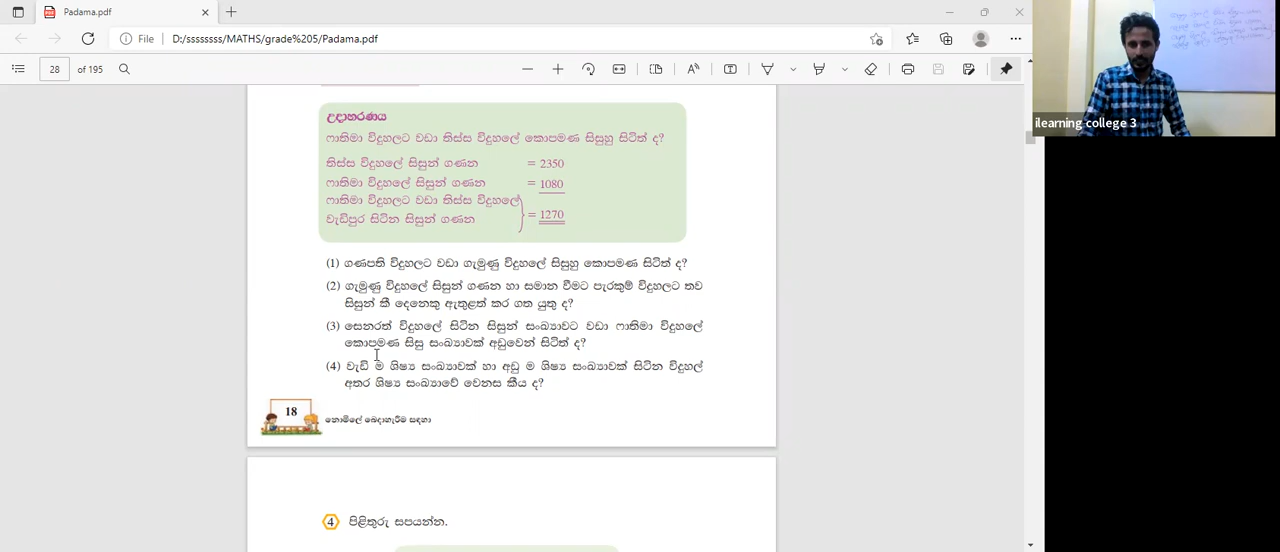 Padama.pdf
File
D:/ssssssss/MATHS/grade%205/Padama.pdf
28 of 195
ilearning college 3
උදාහරණය
ෆාතිමා විදුහලට වඩා තිස්ස විදුහලේ කොපමණ සිසුහු සිටිත් ද?
තිස්ස විදුහලේ සිසුන් ගණන = 2350
ෆාතිමා විදුහලේ සිසුන් ගණන = 1080
ෆාතිමා විදුහලට වඩා තිස්ස විදුහලේ
වැඩිපුර සිටින සිසුන් ගණන } = 1270
(1) ගණපති විදුහලට වඩා ගැමුණු විදුහලේ සිසුහු කොපමණ සිටිත් ද?
(2) ගැමුණු විදුහලේ සිසුන් ගණන හා සමාන වීමට පැරකුම් විදුහලට තව
සිසුන් කී දෙනෙකු ඇතුළත් කර ගත යුතු ද?
(3) සෙනරත් විදුහලේ සිටින සිසුන් සංඛ්‍යාවට වඩා ෆාතිමා විදුහලේ
කොපමණ සිසු සංඛ්‍යාවක් අඩුවෙන් සිටිත් ද?
(4) වැඩි ම ශිෂ්‍ය සංඛ්‍යාවක් හා අඩු ම ශිෂ්‍ය සංඛ්‍යාවක් සිටින විදුහල්
අතර ශිෂ්‍ය සංඛ්‍යාවේ වෙනස කීය ද?
18
නොමිලේ බෙදාහැරීම සඳහා
4 පිළිතුරු සපයන්න.